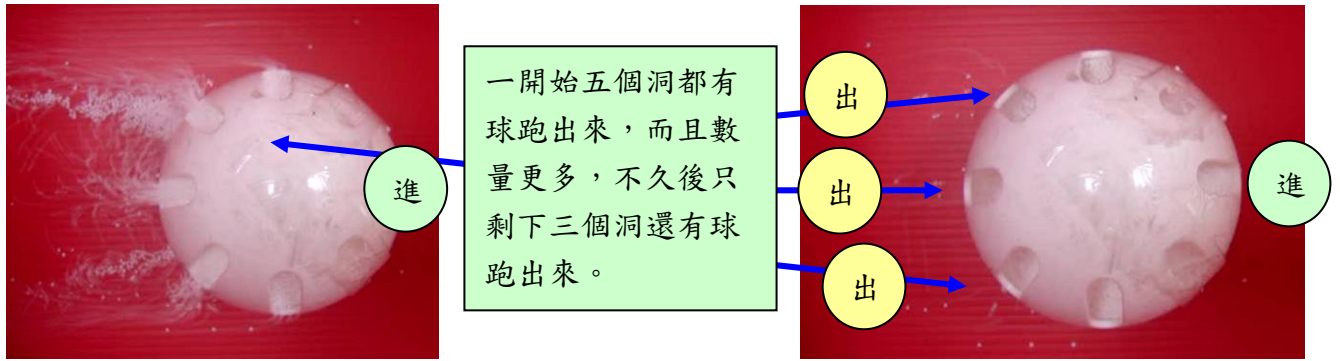 進
一開始五個洞都有
球跑出來，而且數
量更多，不久後只
剩下三個洞還有球
跑出來。
出
出
出
進